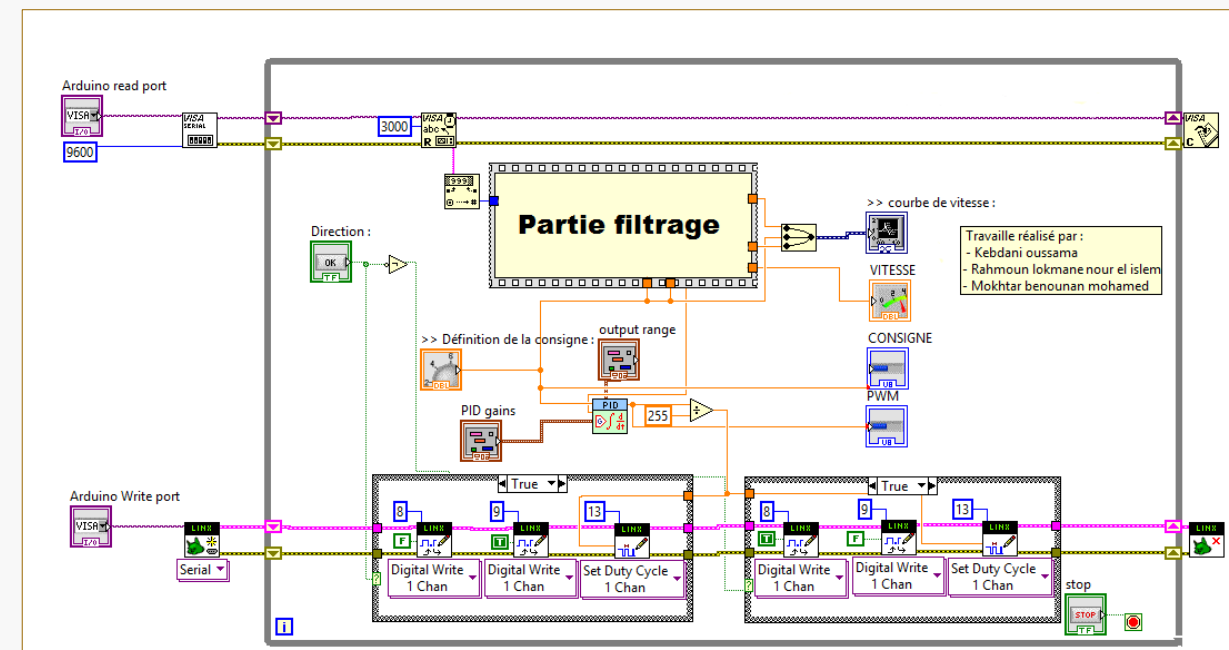 Arduino read port
VISA
I/O
9600
VISA
SERIAL
3000
VISA
abc
R
VISA
C
999
Partie filtrage
>> courbe de vitesse :
Travaille réalisé par :
- Kebdani oussama
- Rahmoun lokmane nour el islem
- Mokhtar benounan mohamed
Direction :
OK
TF
VITESSE
DBL
>> Définition de la consigne :
output range
DBL
CONSIGNE
U8
PWM
U8
PID gains
PID
255
Arduino Write port
VISA
I/O
LINX
Serial
True
8
9
13
LINX
LINX
LINX
F
T
Digital Write
1 Chan
Digital Write
1 Chan
Set Duty Cycle
1 Chan
?
True
8
9
13
LINX
LINX
LINX
T
F
Digital Write
1 Chan
Digital Write
1 Chan
Set Duty Cycle
1 Chan
?
LINX
stop
STOP
TF
i